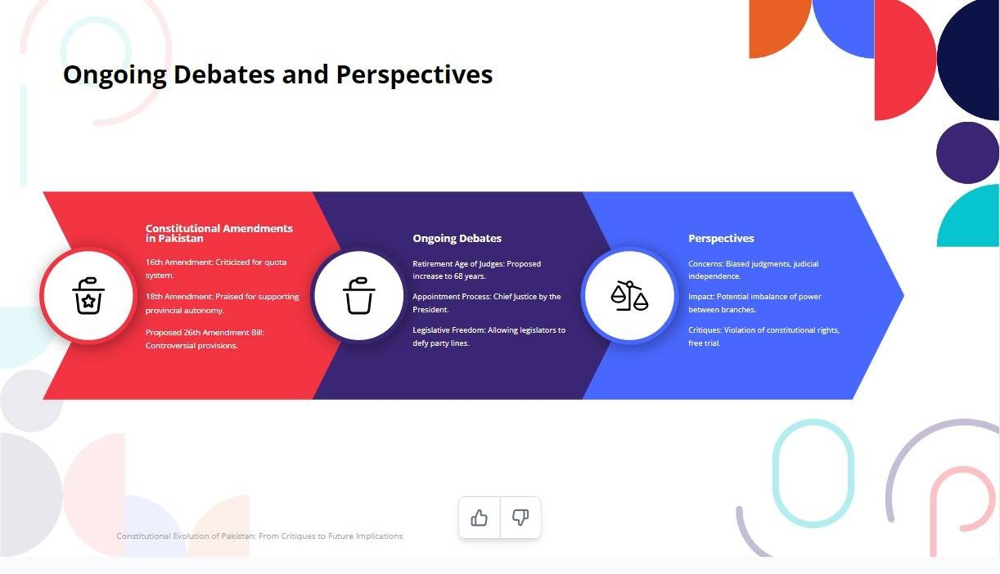 Ongoing Debates and Perspectives
Constitutional Amendments
in Pakistan
16th Amendment: Criticized for quota
system.
18th Amendment: Praised for supporting
provincial autonomy.
Proposed 26th Amendment Bill:
Controversial provisions.
Ongoing Debates
Retirement Age of Judges: Proposed
increase to 68 years.
Appointment Process: Chief Justice by the
President.
Legislative Freedom: Allowing legislators to
defy party lines.
Perspectives
Concerns: Biased judgments, judicial
independence.
Impact: Potential imbalance of power
between branches.
Critiques: Violation of constitutional rights,
free trial.
Constitutional Evolution of Pakistan: From Critiques to Future Implications